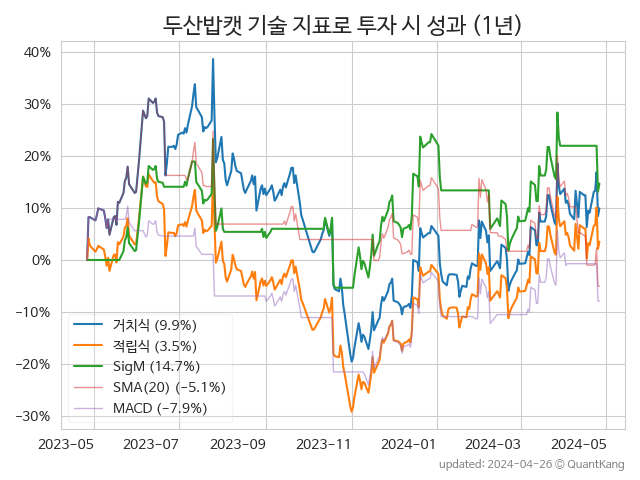 두산밥캣 기술 지표로 투자 시 성과 (1년)
40%
30%
20%
10%
0%
−10%
−20%
−30%
거치식 (9.9%)
적립식 (3.5%)
SigM (14.7%)
SMA(20) (−5.1%)
MACD (−7.9%)
2023-05 2023-07 2023-09 2023-11 2024-01 2024-03 2024-05
updated: 2024-04-26 © QuantKang